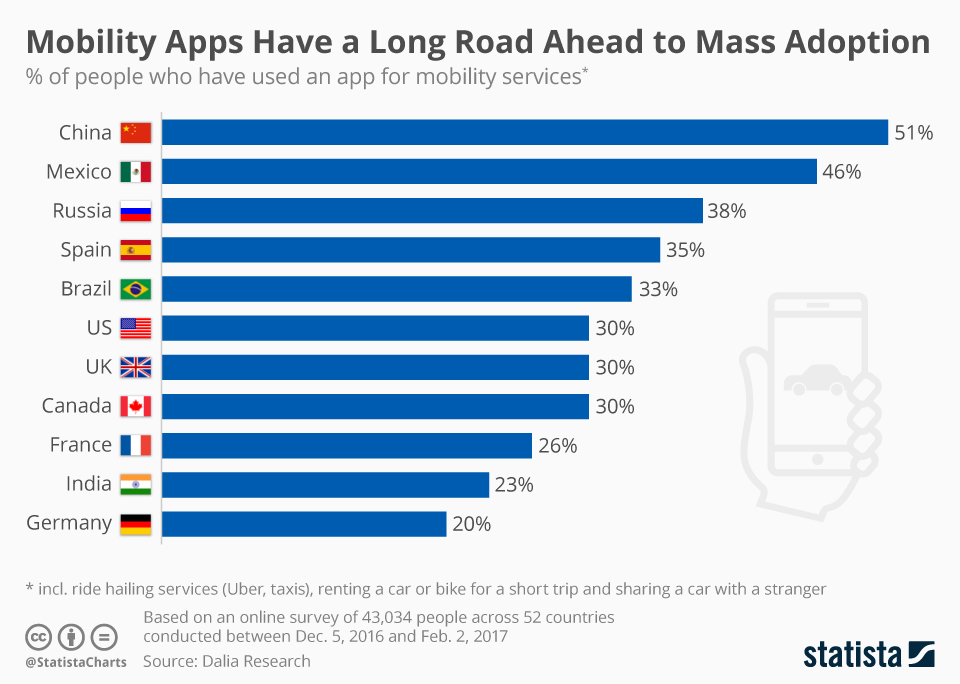 Mobility Apps Have a Long Road Ahead to Mass Adoption
% of people who have used an app for mobility services*
China 51%
Mexico 46%
Russia 38%
Spain 35%
Brazil 33%
US 30%
UK 30%
Canada 30%
France 26%
India 23%
Germany 20%
* incl. ride hailing services (Uber, taxis), renting a car or bike for a short trip and sharing a car with a stranger
Based on an online survey of 43,034 people across 52 countries
conducted between Dec. 5, 2016 and Feb. 2, 2017
cc
@StatistaCharts Source: Dalia Research
statista